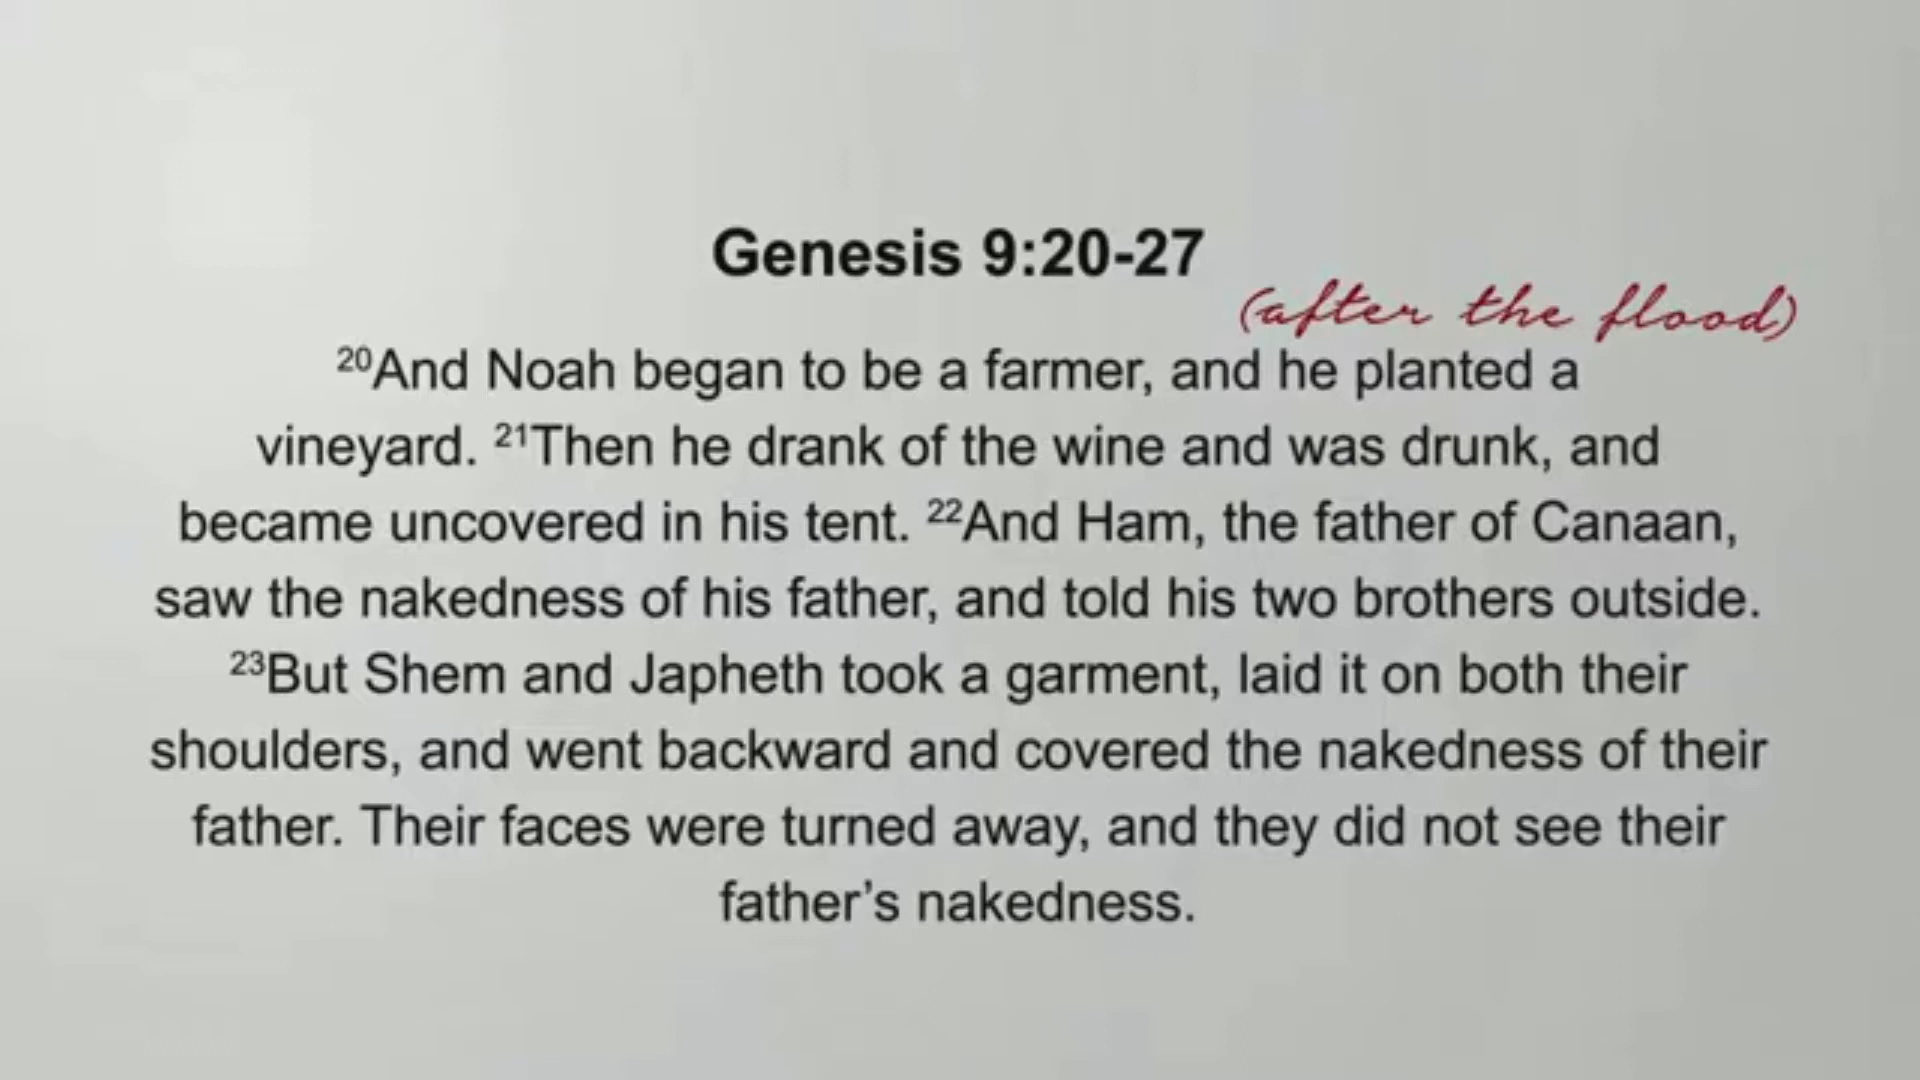 Genesis 9:20-27
(after the flood)
²⁰And Noah began to be a farmer, and he planted a
vineyard. ²¹Then he drank of the wine and was drunk, and
became uncovered in his tent. ²²And Ham, the father of Canaan,
saw the nakedness of his father, and told his two brothers outside.
²³But Shem and Japheth took a garment, laid it on both their
shoulders, and went backward and covered the nakedness of their
father. Their faces were turned away, and they did not see their
father’s nakedness.